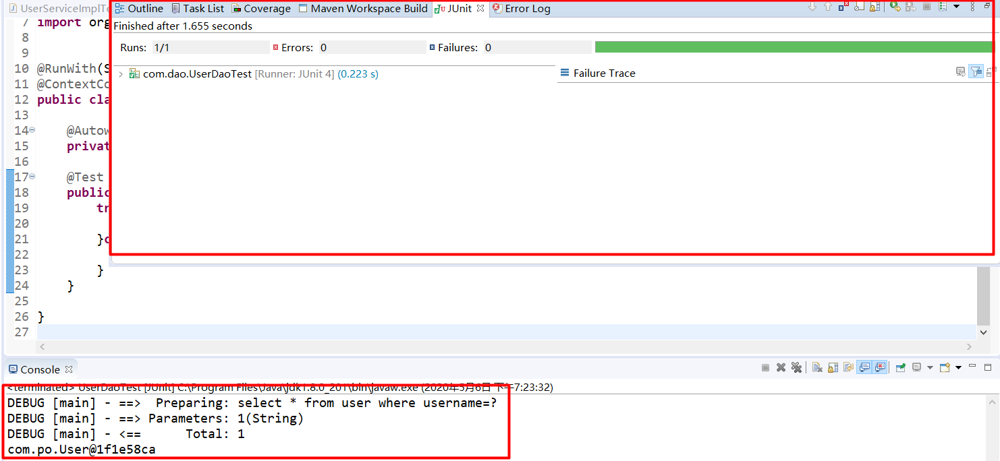 UserServiceImplTe
Outline Task List Coverage Maven Workspace Build JUnit Error Log
Finished after 1.655 seconds
Runs: 1/1 Errors: 0 Failures: 0
com.dao.UserDaoTest [Runner: JUnit 4] (0.223 s)
Failure Trace
7 import org
8
9
10 @RunWith(S
11 @ContextCo
12 public cla
13
14 @Autow
15 privat
16
17 @Test
18 public
19 tr
20
21 }c
22
23 }
24 }
25
26 }
27
Console
<terminated> UserDaoTest [JUnit] C:\Program Files\Java\jdk1.8.0_201\bin\javaw.exe (2020年5月6日 下午7:23:32)
DEBUG [main] - ==>  Preparing: select * from user where username=?
DEBUG [main] - ==> Parameters: 1(String)
DEBUG [main] - <==      Total: 1
com.po.User@1f1e58ca